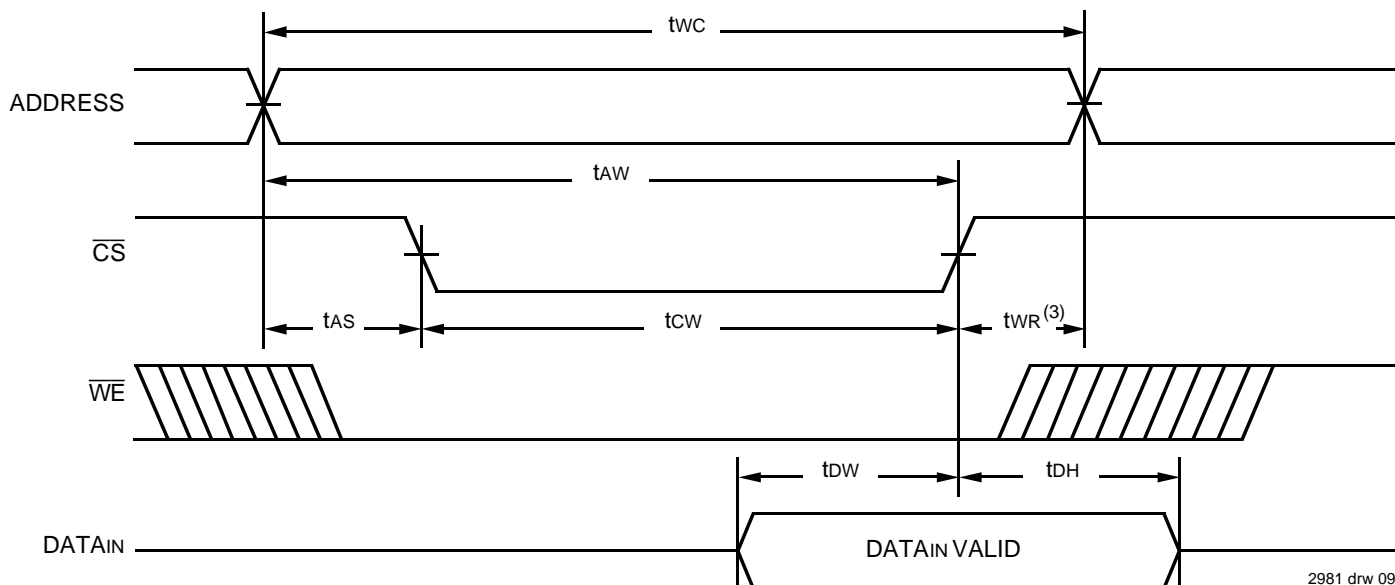 tWC
ADDRESS
tAW
CS
tAS
tCW
tWR(3)
WE
tDW
tDH
DATAIN
DATAIN VALID
2981 drw 09